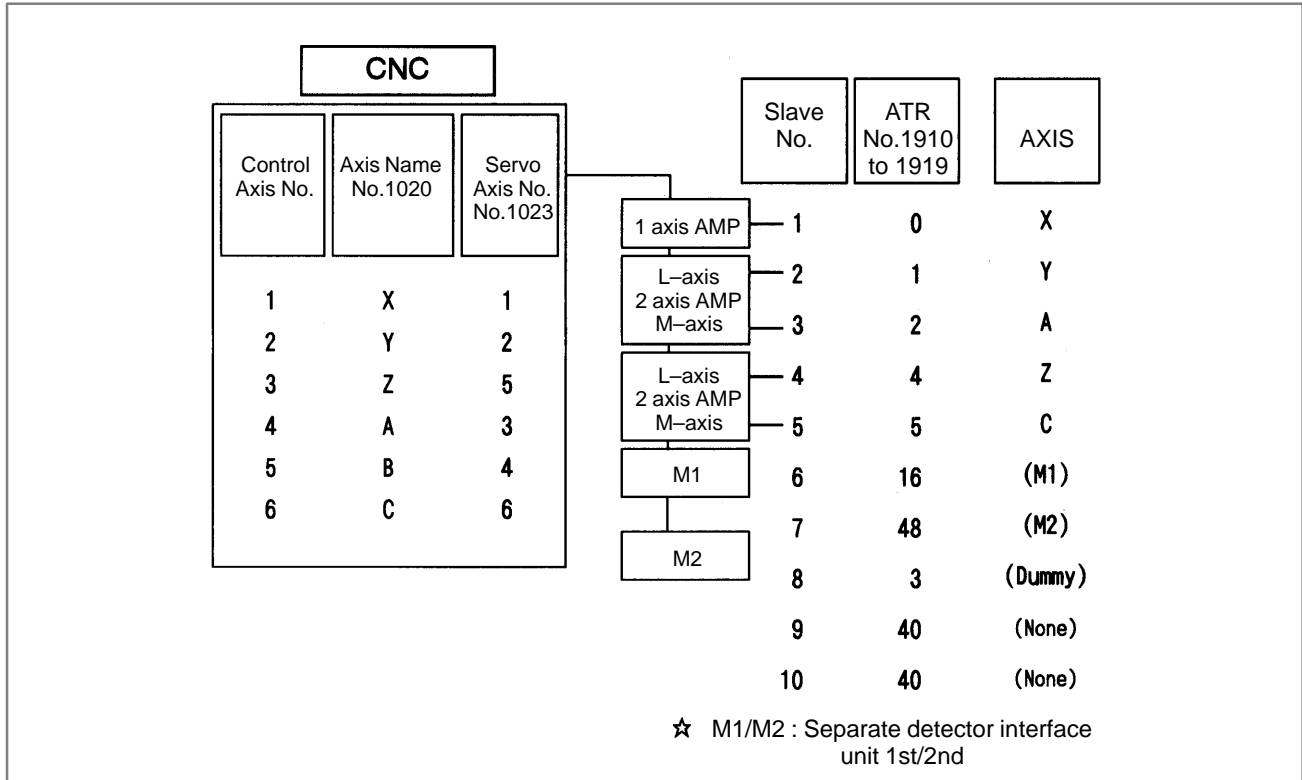 CNC
Control
Axis No.
Axis Name
No.1020
Servo
Axis No.
No.1023
1 X 1
2 Y 2
3 Z 5
4 A 3
5 B 4
6 C 6
1 axis AMP
L–axis
2 axis AMP
M–axis
L–axis
2 axis AMP
M–axis
M1
M2
Slave
No.
ATR
No.1910
to 1919
AXIS
1 0 X
2 1 Y
3 2 A
4 4 Z
5 5 C
6 16 (M1)
7 48 (M2)
8 3 (Dummy)
9 40 (None)
10 40 (None)
☆ M1/M2 : Separate detector interface
unit 1st/2nd